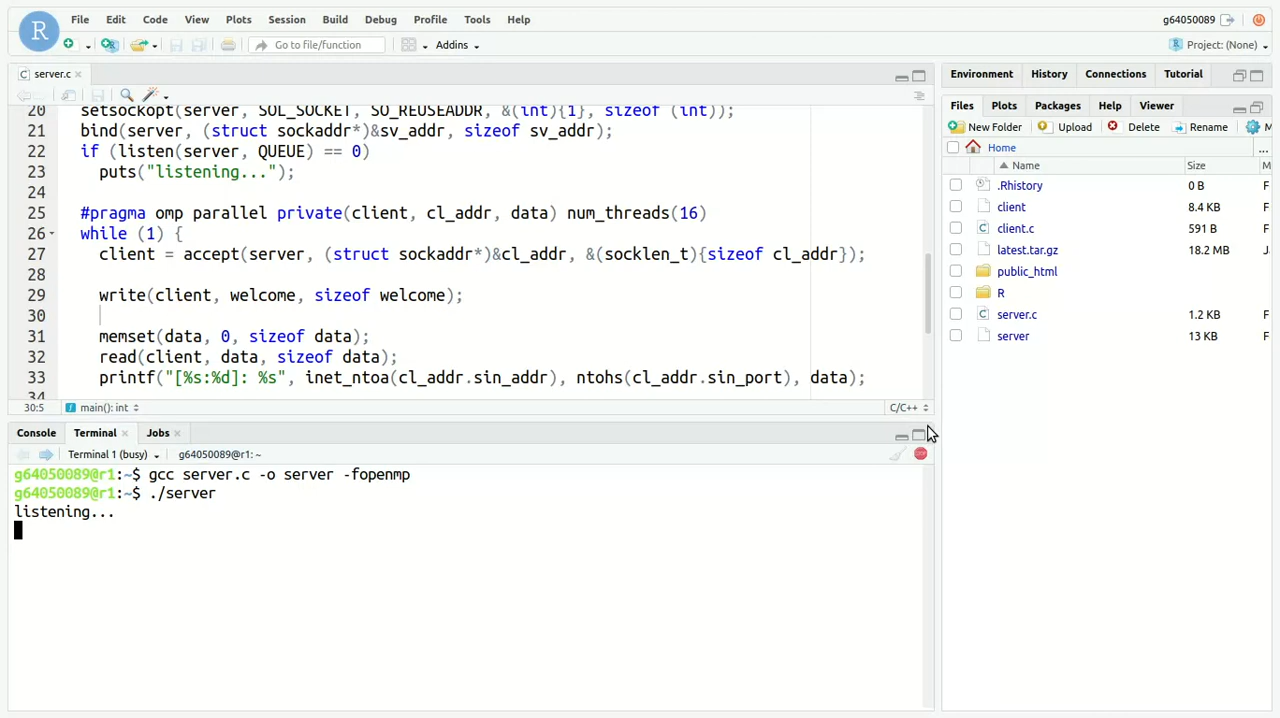 R File Edit Code View Plots Session Build Debug Profile Tools Help g64050089
Go to file/function Addins Project: (None)
server.c
20 setsockopt(server, SOL_SOCKET, SO_REUSEADDR, &(int){1}, sizeof (int));
21 bind(server, (struct sockaddr*)&sv_addr, sizeof sv_addr);
22 if (listen(server, QUEUE) == 0)
23 puts("listening...");
24
25 #pragma omp parallel private(client, cl_addr, data) num_threads(16)
26 while (1) {
27 client = accept(server, (struct sockaddr*)&cl_addr, &(socklen_t){sizeof cl_addr});
28
29 write(client, welcome, sizeof welcome);
30
31 memset(data, 0, sizeof data);
32 read(client, data, sizeof data);
33 printf("[%s:%d]: %s", inet_ntoa(cl_addr.sin_addr), ntohs(cl_addr.sin_port), data);
34
30:5 main(): int C/C++
Console Terminal Jobs
Terminal 1 (busy) g64050089@r1: ~
g64050089@r1:~$ gcc server.c -o server -fopenmp
g64050089@r1:~$ ./server
listening...
Environment History Connections Tutorial
Files Plots Packages Help Viewer
New Folder Upload Delete Rename M
Home ...
Name Size M
.Rhistory 0 B F
client 8.4 KB F
client.c 591 B F
latest.tar.gz 18.2 MB J
public_html F
R F
server.c 1.2 KB F
server 13 KB F